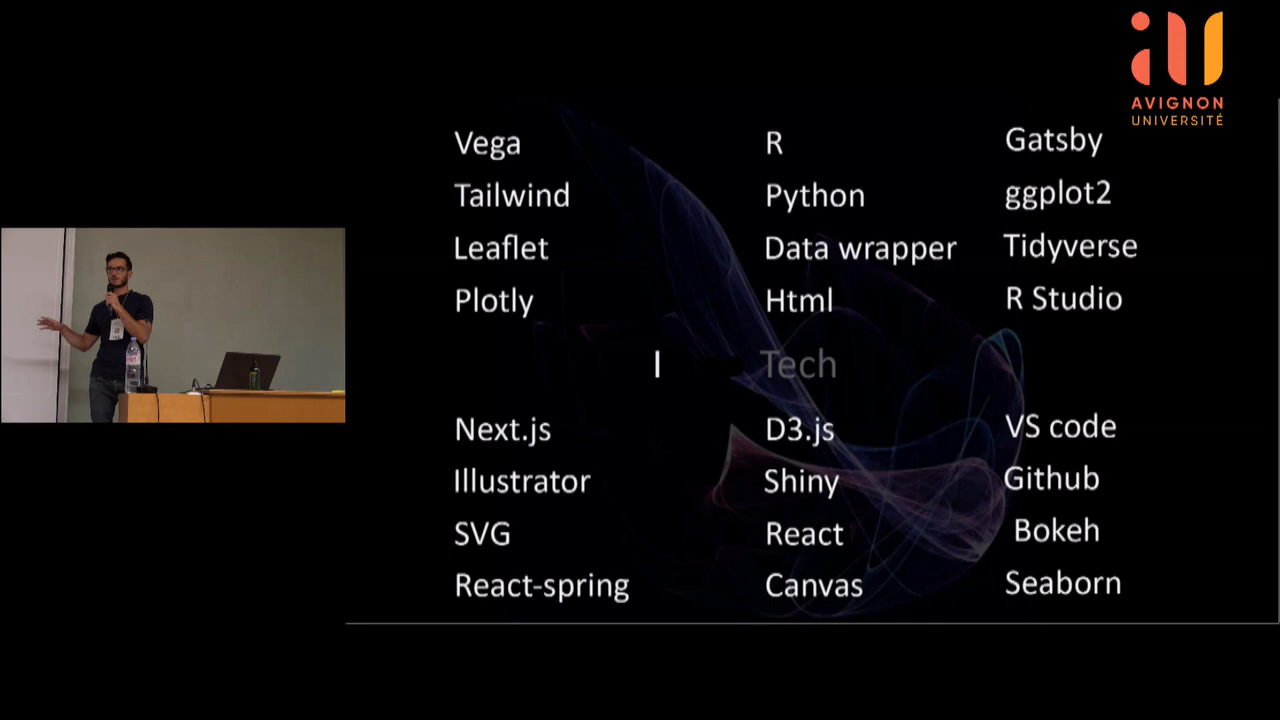 AVIGNON
UNIVERSITÉ
Vega R Gatsby
Tailwind Python ggplot2
Leaflet Data wrapper Tidyverse
Plotly Html R Studio
I Tech
Next.js D3.js VS code
Illustrator Shiny Github
SVG React Bokeh
React-spring Canvas Seaborn